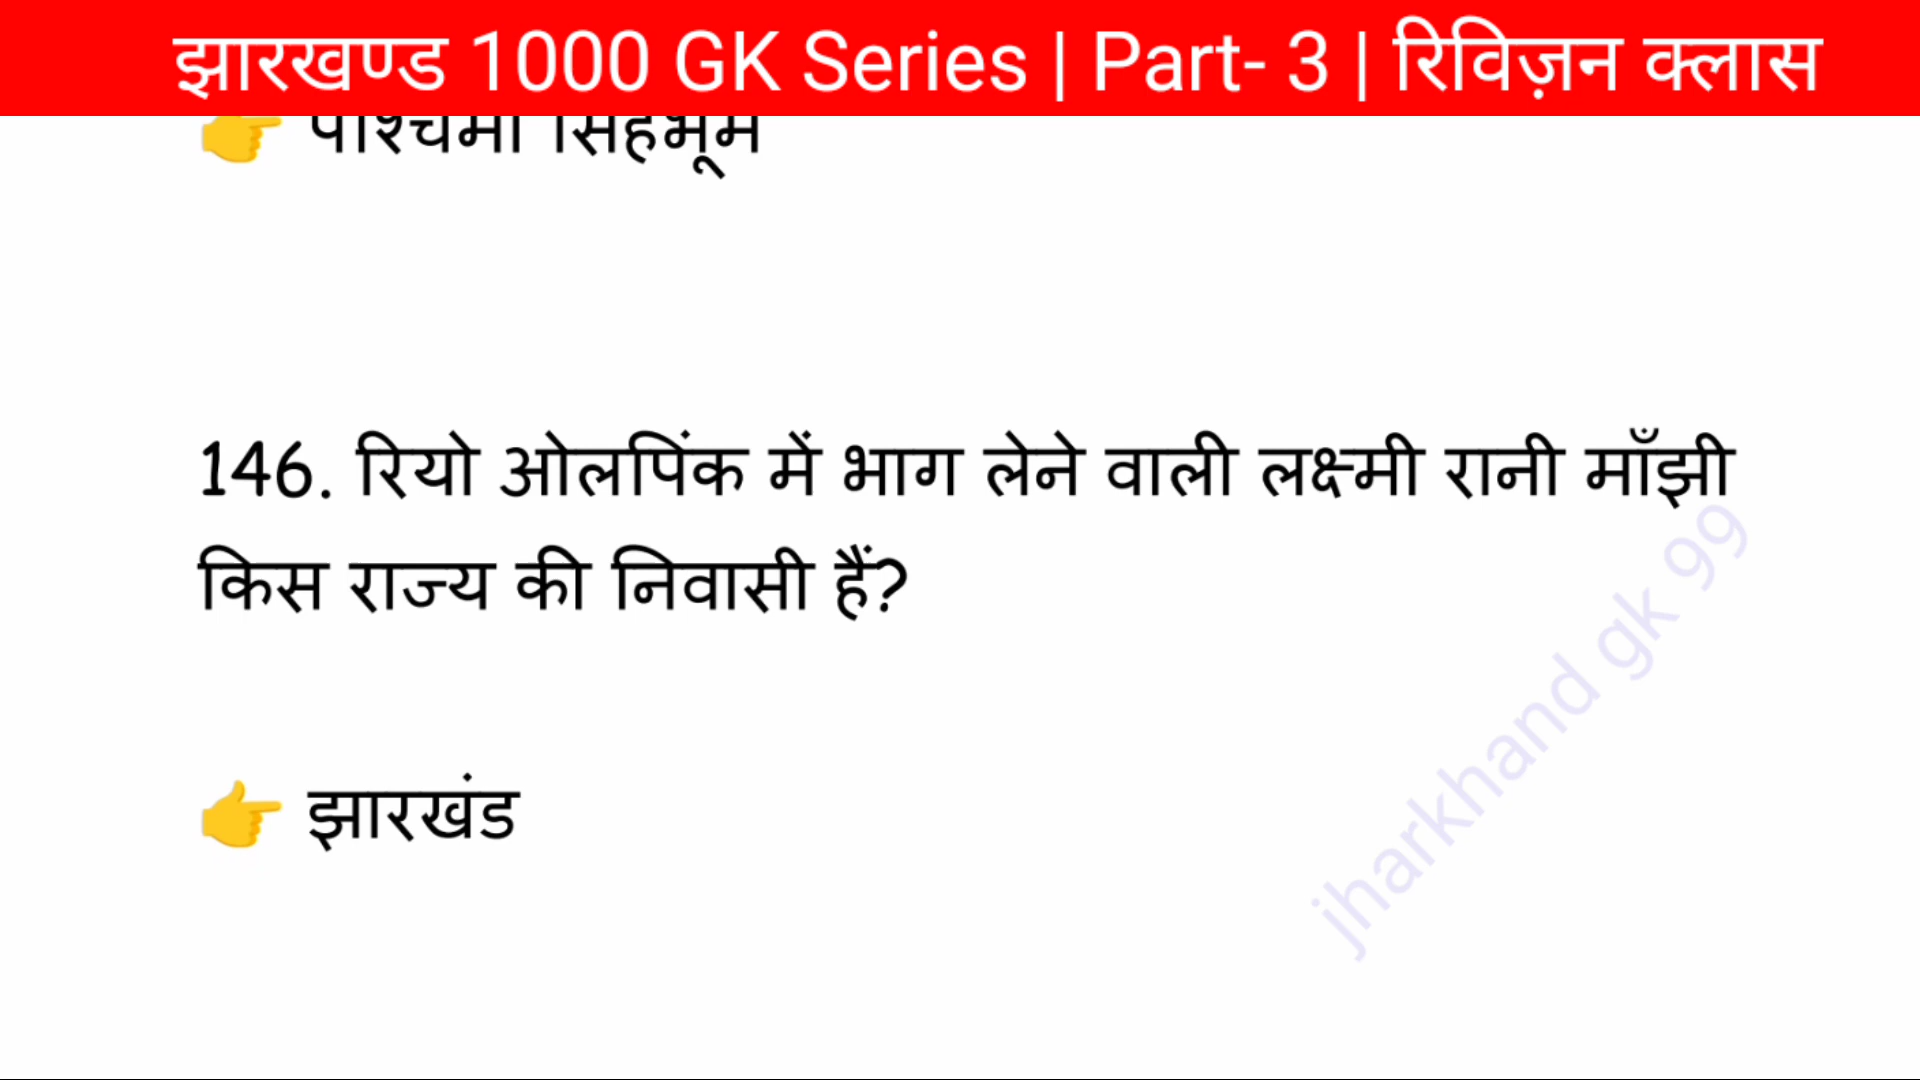 झारखण्ड 1000 GK Series | Part- 3 | रिविज़न क्लास
👉 पश्चिमी सिंहभूम
146. रियो ओलपिंक में भाग लेने वाली लक्ष्मी रानी माँझी
किस राज्य की निवासी हैं?
👉 झारखंड
jharkhand gk 99